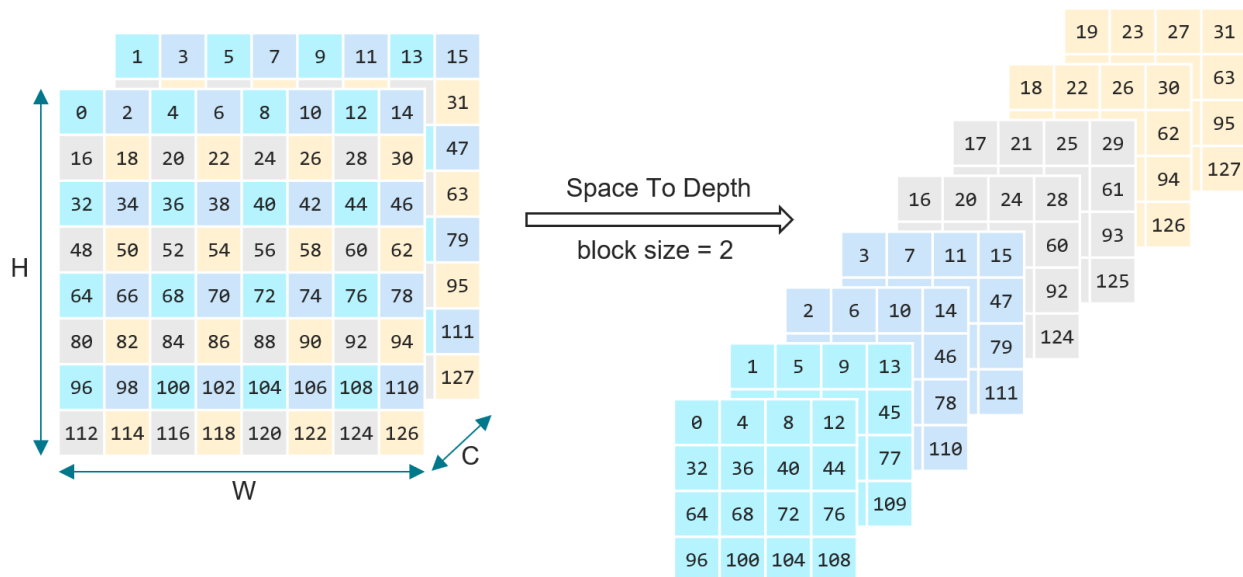 1 3 5 7 9 11 13 15
31
47
63
79
95
111
127
0 2 4 6 8 10 12 14
16 18 20 22 24 26 28 30
32 34 36 38 40 42 44 46
48 50 52 54 56 58 60 62
64 66 68 70 72 74 76 78
80 82 84 86 88 90 92 94
96 98 100 102 104 106 108 110
112 114 116 118 120 122 124 126
H
W
C
Space To Depth
block size = 2
19 23 27 31
63
95
127
18 22 26 30
62
94
126
17 21 25 29
61
93
125
16 20 24 28
60
92
124
3 7 11 15
47
79
111
2 6 10 14
46
78
110
1 5 9 13
45
77
109
0 4 8 12
32 36 40 44
64 68 72 76
96 100 104 108